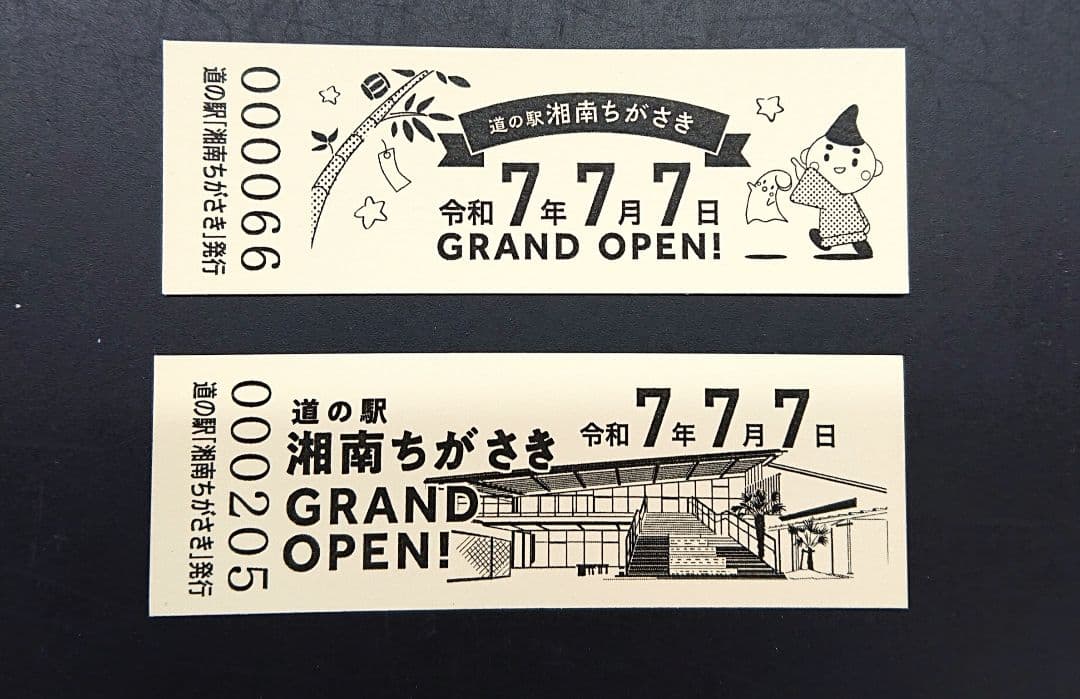 000066
道の駅「湘南ちがさき」発行
道の駅 湘南ちがさき
令和7年7月7日
GRAND OPEN!
000205
道の駅「湘南ちがさき」発行
道の駅
湘南ちがさき
GRAND
OPEN!
令和7年7月7日